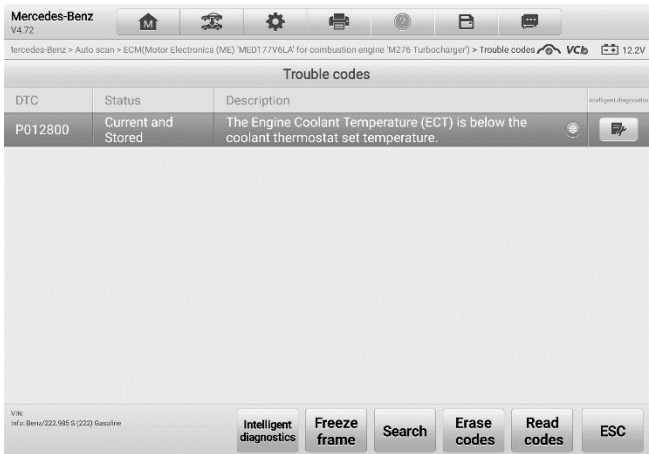 Mercedes-Benz
V4.72
M
?
Mercedes-Benz > Auto scan > ECM(Motor Electronics (ME) 'MED177V6LA' for combustion engine 'M276 Turbocharger') > Trouble codes
VCb
12.2V
Trouble codes
DTC Status Description Intelligent diagnostics
P012800 Current and Stored The Engine Coolant Temperature (ECT) is below the
coolant thermostat set temperature.
VIN:
info: Benz/222.985 S (222) Gasoline
Intelligent diagnostics
Freeze frame
Search
Erase codes
Read codes
ESC